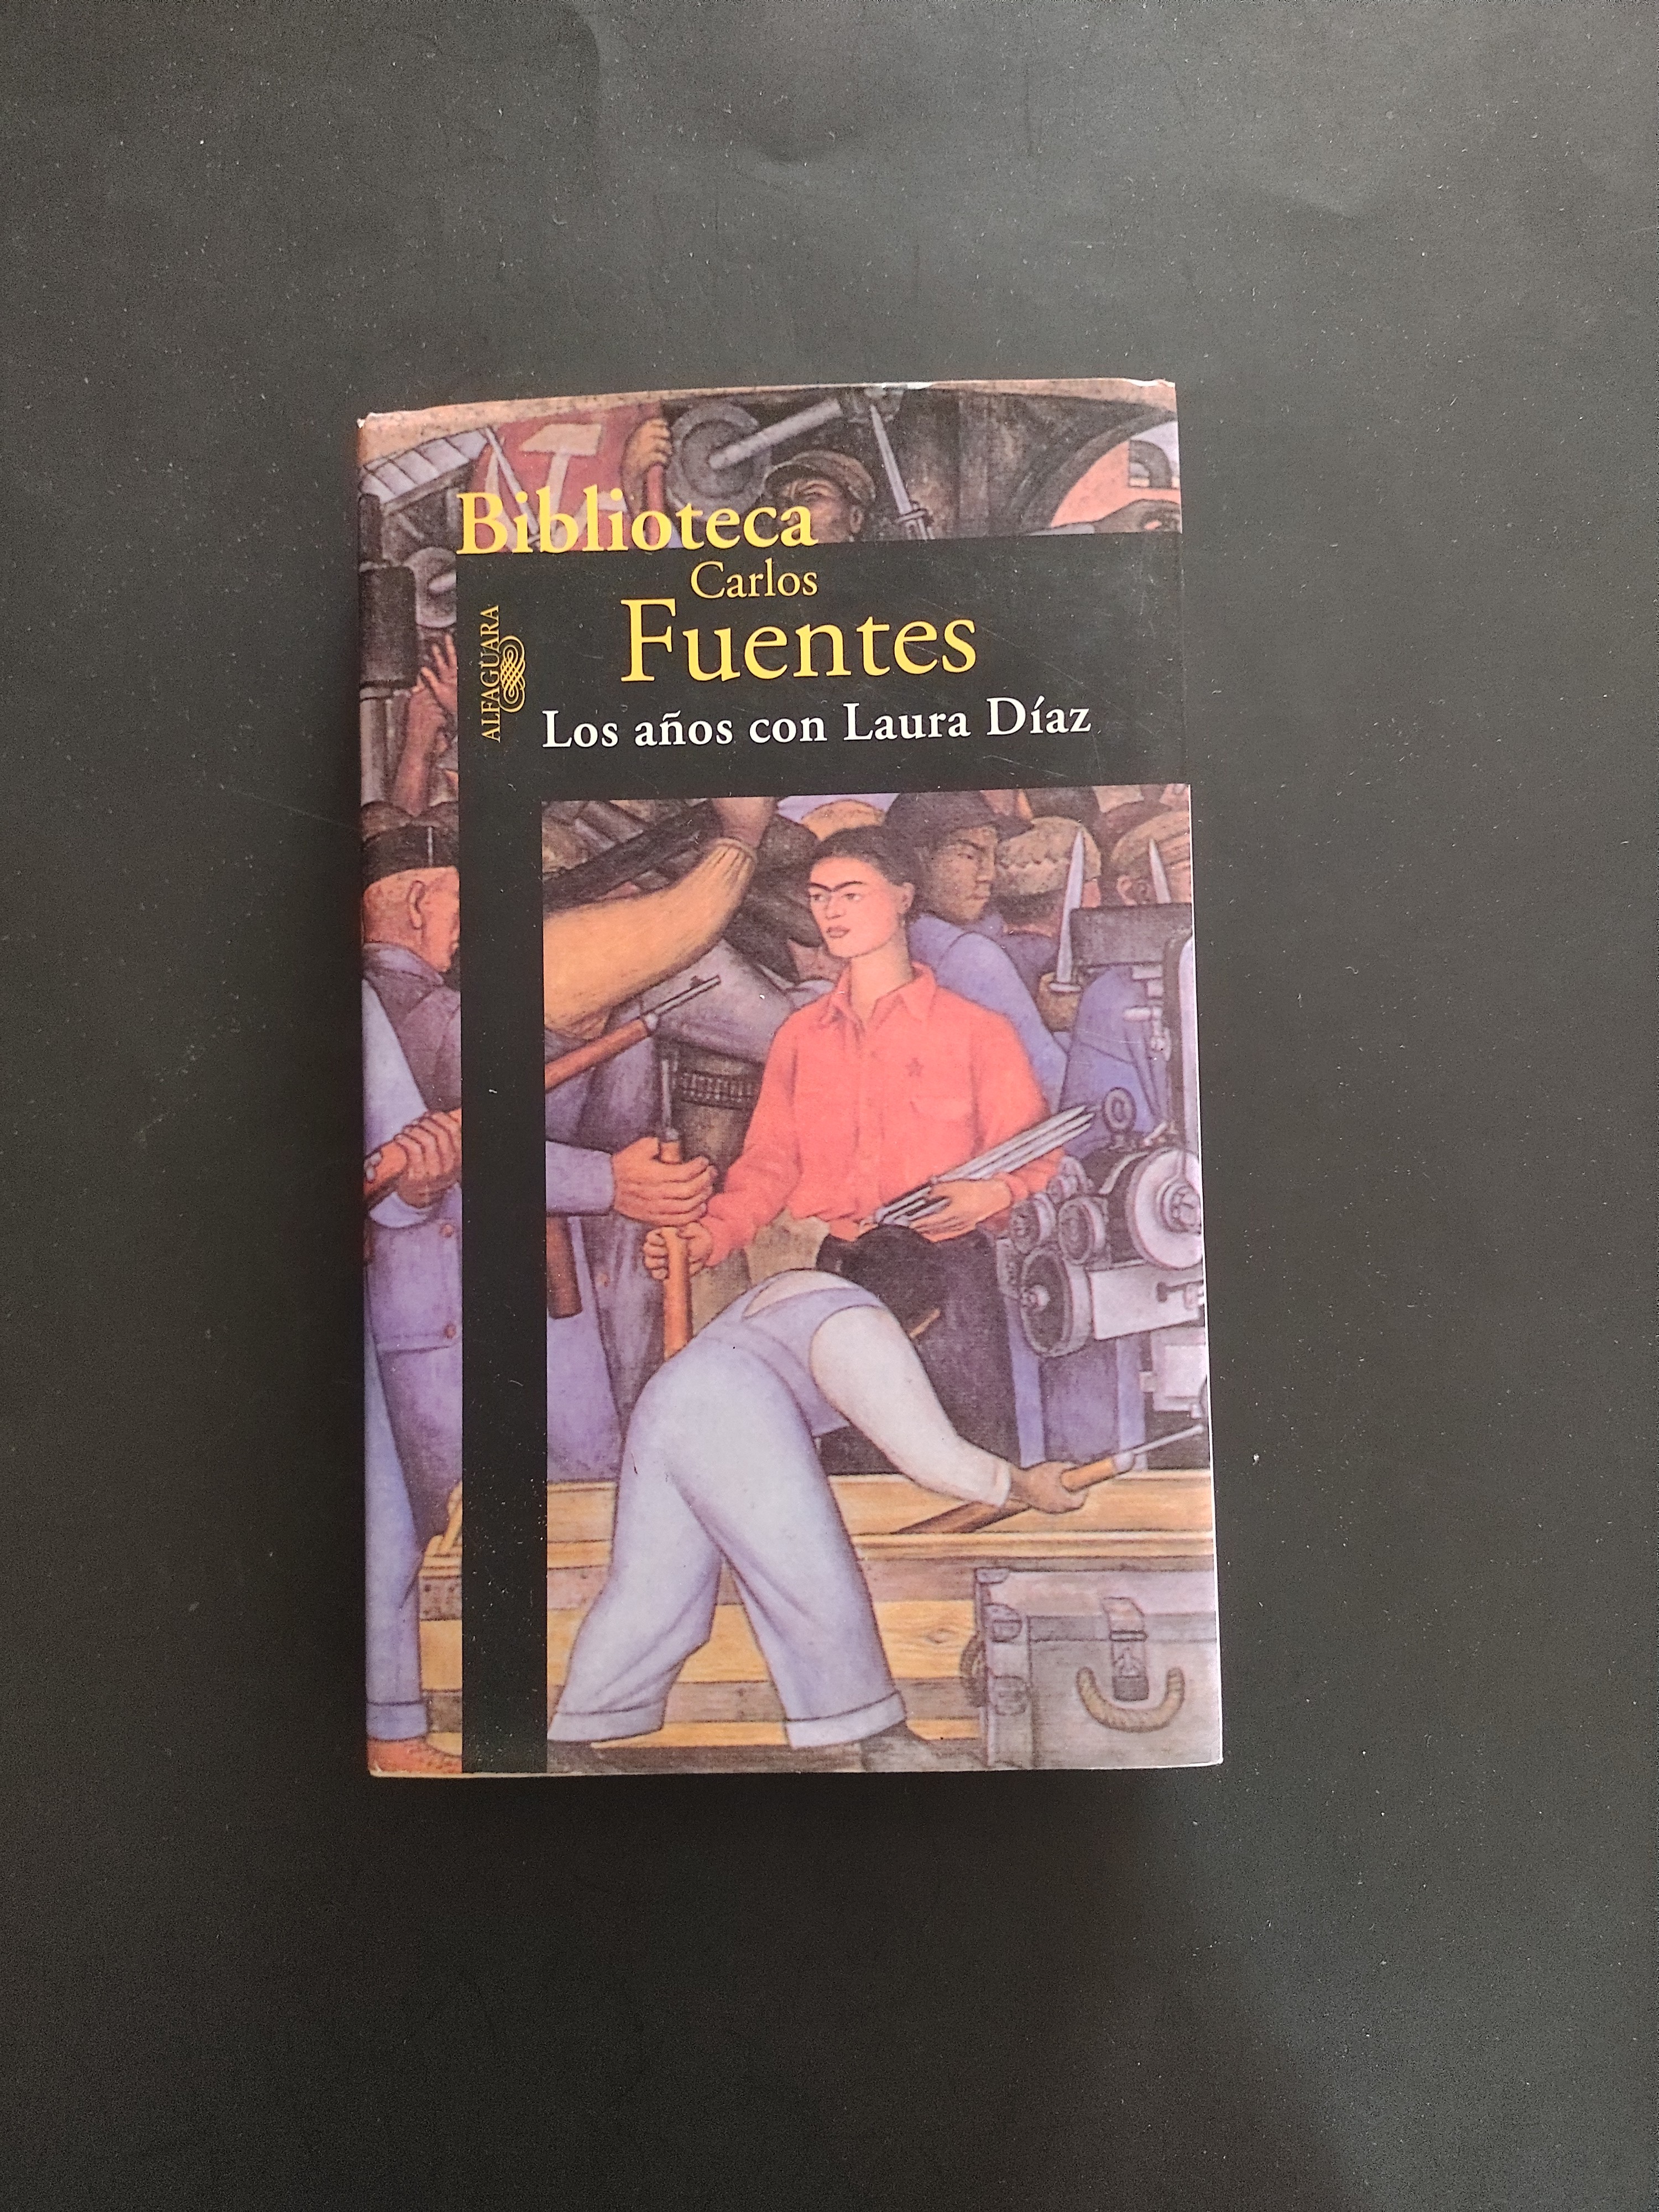 Biblioteca
Carlos
Fuentes
ALFAGUARA
Los años con Laura Díaz